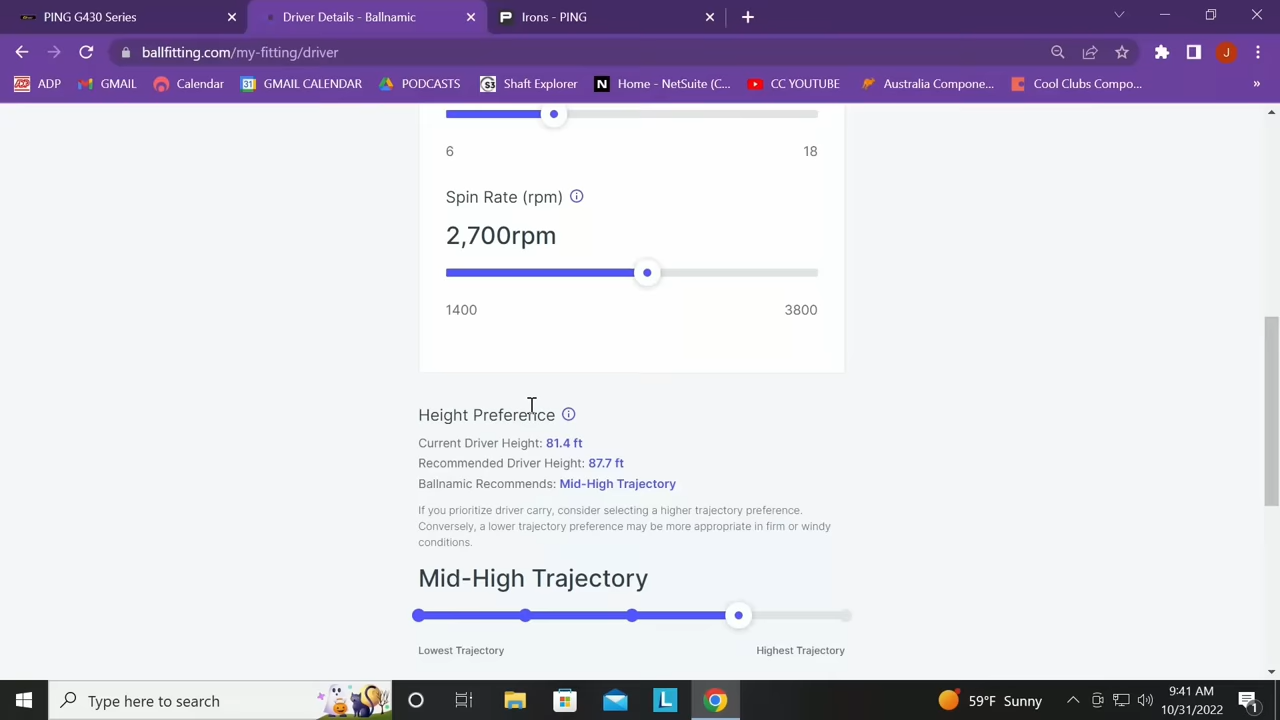 PING G430 Series
Driver Details - Ballnamic
Irons - PING
ballfitting.com/my-fitting/driver
J
ADP
GMAIL
Calendar
31 GMAIL CALENDAR
PODCASTS
Shaft Explorer
N Home - NetSuite (C...
CC YOUTUBE
Australia Compone...
Cool Clubs Compo...
»
6 18
Spin Rate (rpm)
2,700rpm
1400 3800
Height Preference
Current Driver Height: 81.4 ft
Recommended Driver Height: 87.7 ft
Ballnamic Recommends: Mid-High Trajectory
If you prioritize driver carry, consider selecting a higher trajectory preference.
Conversely, a lower trajectory preference may be more appropriate in firm or windy
conditions.
Mid-High Trajectory
Lowest Trajectory Highest Trajectory
Type here to search
L
59°F Sunny
9:41 AM
10/31/2022
1